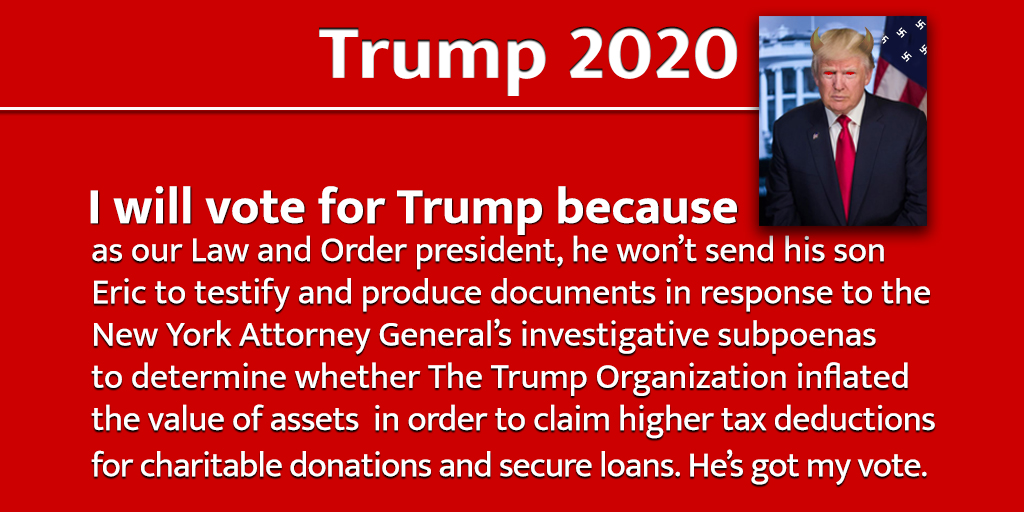 Trump 2020
I will vote for Trump because
as our Law and Order president, he won’t send his son
Eric to testify and produce documents in response to the
New York Attorney General’s investigative subpoenas
to determine whether The Trump Organization inflated
the value of assets  in order to claim higher tax deductions
for charitable donations and secure loans. He’s got my vote.